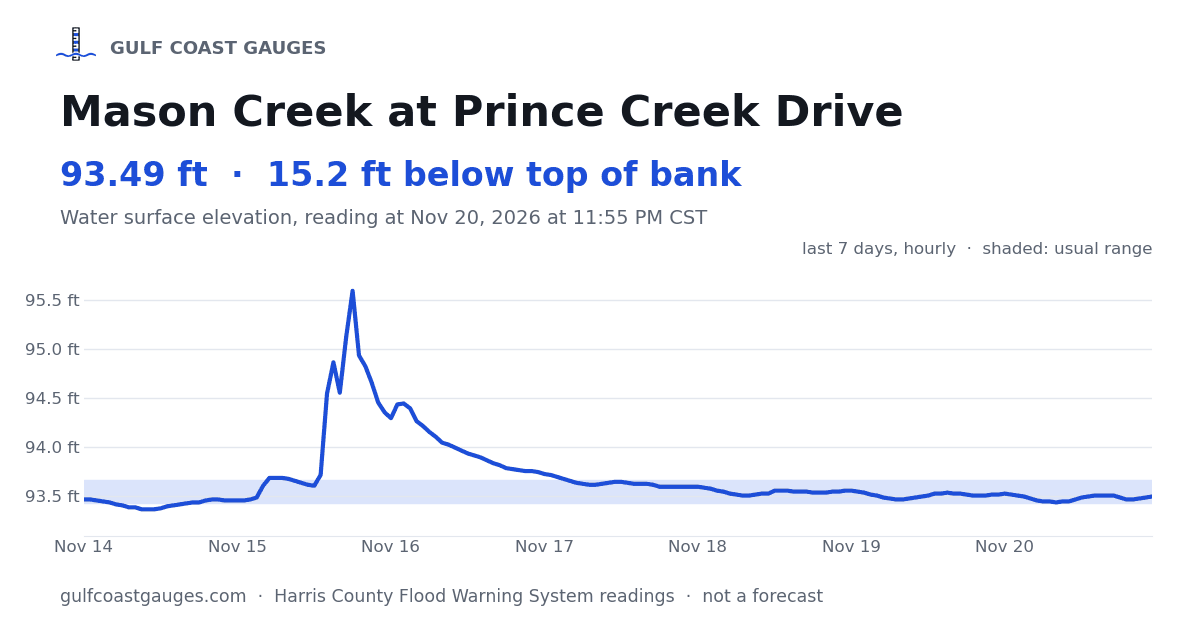 GULF COAST GAUGES
Mason Creek at Prince Creek Drive
93.49 ft · 15.2 ft below top of bank
Water surface elevation, reading at Nov 20, 2026 at 11:55 PM CST
last 7 days, hourly · shaded: usual range
95.5 ft
95.0 ft
94.5 ft
94.0 ft
93.5 ft
Nov 14 Nov 15 Nov 16 Nov 17 Nov 18 Nov 19 Nov 20
gulfcoastgauges.com · Harris County Flood Warning System readings · not a forecast